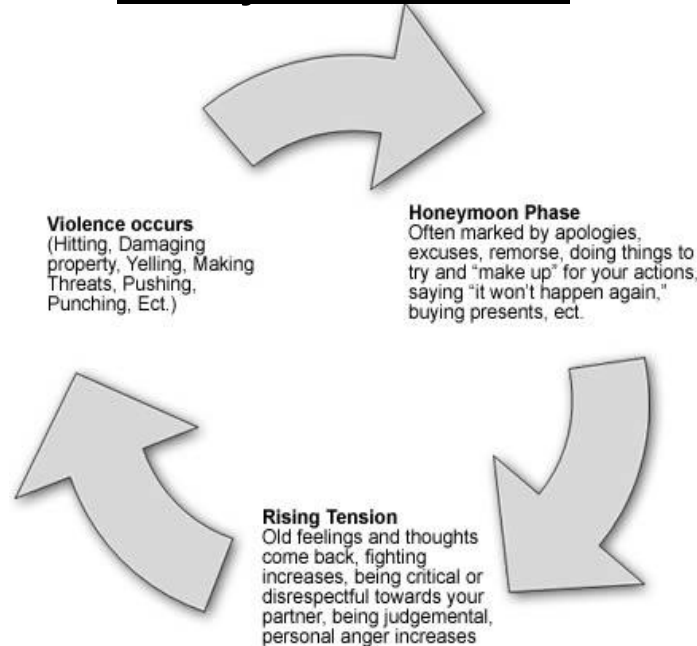 Violence occurs
(Hitting, Damaging
property, Yelling, Making
Threats, Pushing,
Punching, Ect.)
Honeymoon Phase
Often marked by apologies,
excuses, remorse, doing things to
try and “make up” for your actions,
saying “it won't happen again,”
buying presents, ect.
Rising Tension
Old feelings and thoughts
come back, fighting
increases, being critical or
disrespectful towards your
partner, being judgemental,
personal anger increases